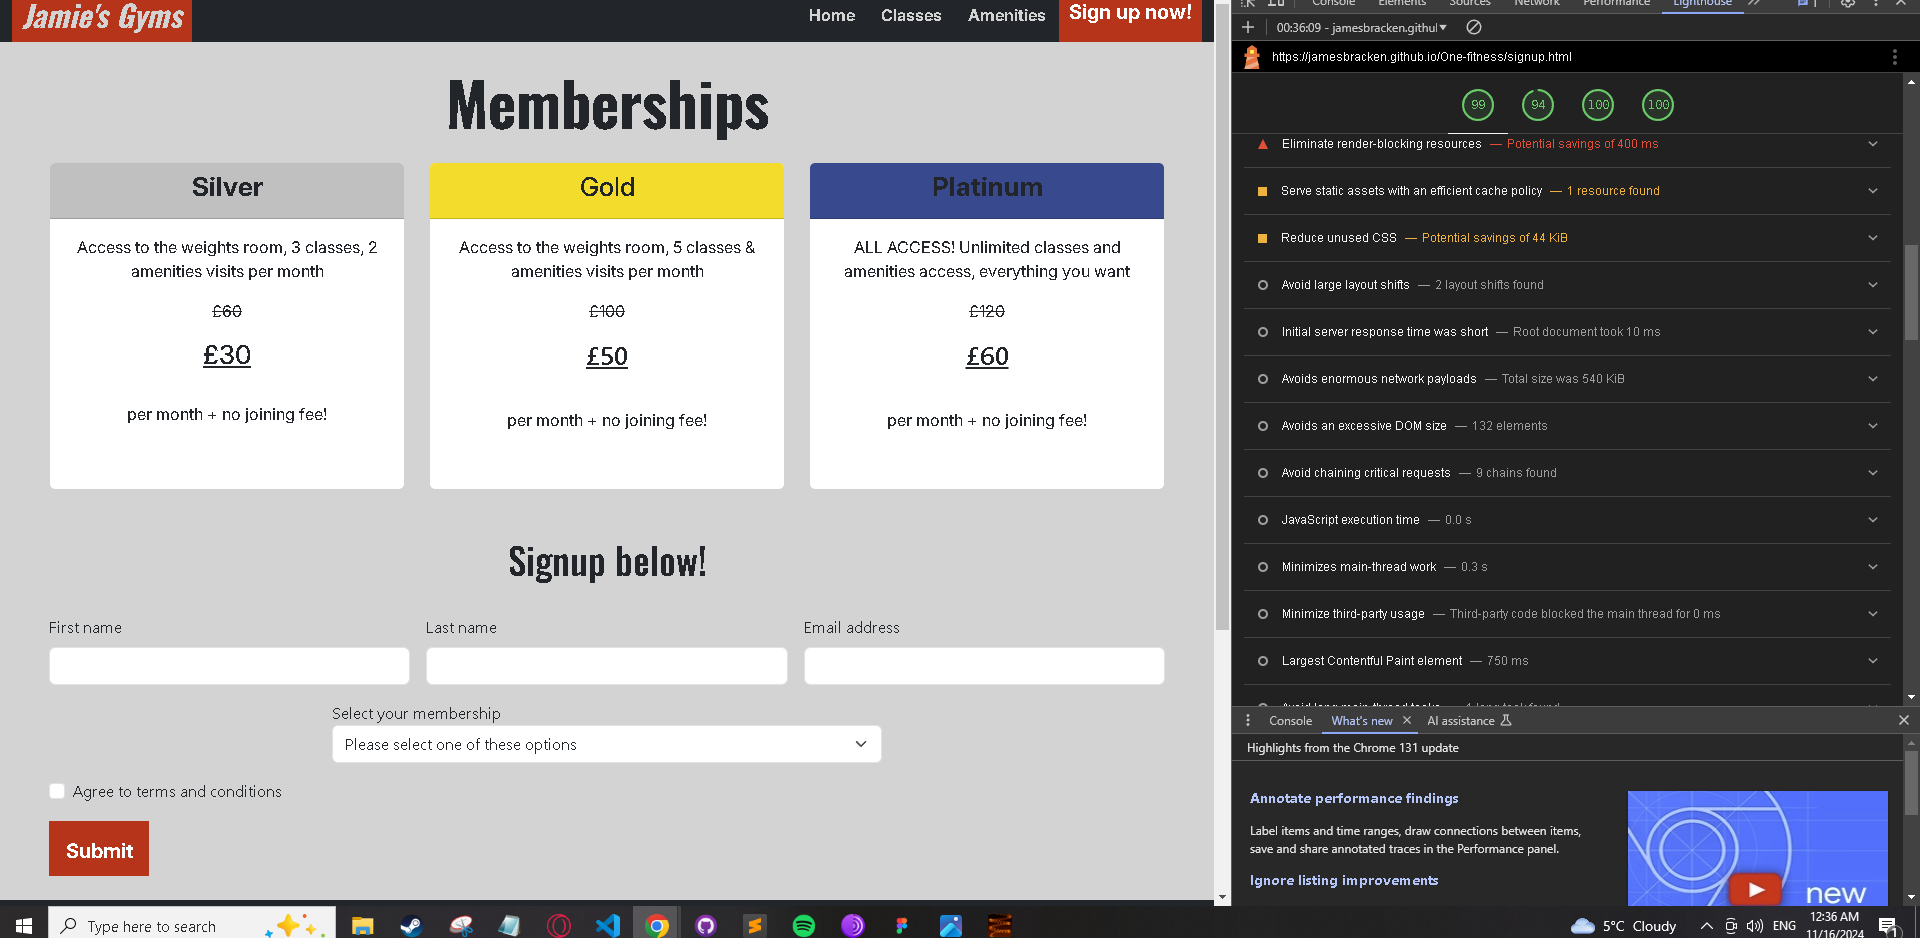 Jamie's Gyms
Home Classes Amenities Sign up now!
Memberships
Silver
Access to the weights room, 3 classes, 2
amenities visits per month
£60
£30
per month + no joining fee!
Gold
Access to the weights room, 5 classes &
amenities visits per month
£100
£50
per month + no joining fee!
Platinum
ALL ACCESS! Unlimited classes and
amenities access, everything you want
£120
£60
per month + no joining fee!
Signup below!
First name
Last name
Email address
Select your membership
Please select one of these options
Agree to terms and conditions
Submit
Console Elements Sources Network Performance Lighthouse
00:36:09 - jamesbracken.githul
https://jamesbracken.github.io/One-fitness/signup.html
99 94 100 100
Eliminate render-blocking resources — Potential savings of 400 ms
Serve static assets with an efficient cache policy — 1 resource found
Reduce unused CSS — Potential savings of 44 KiB
Avoid large layout shifts — 2 layout shifts found
Initial server response time was short — Root document took 10 ms
Avoids enormous network payloads — Total size was 540 KiB
Avoids an excessive DOM size — 132 elements
Avoid chaining critical requests — 9 chains found
JavaScript execution time — 0.0 s
Minimizes main-thread work — 0.3 s
Minimize third-party usage — Third-party code blocked the main thread for 0 ms
Largest Contentful Paint element — 750 ms
Avoid long main-thread tasks — 1 long task found
Console What's new AI assistance
Highlights from the Chrome 131 update
Annotate performance findings
Label items and time ranges, draw connections between items,
save and share annotated traces in the Performance panel.
Ignore listing improvements
new
Type here to search
5°C Cloudy
ENG
12:36 AM
11/16/2024
1